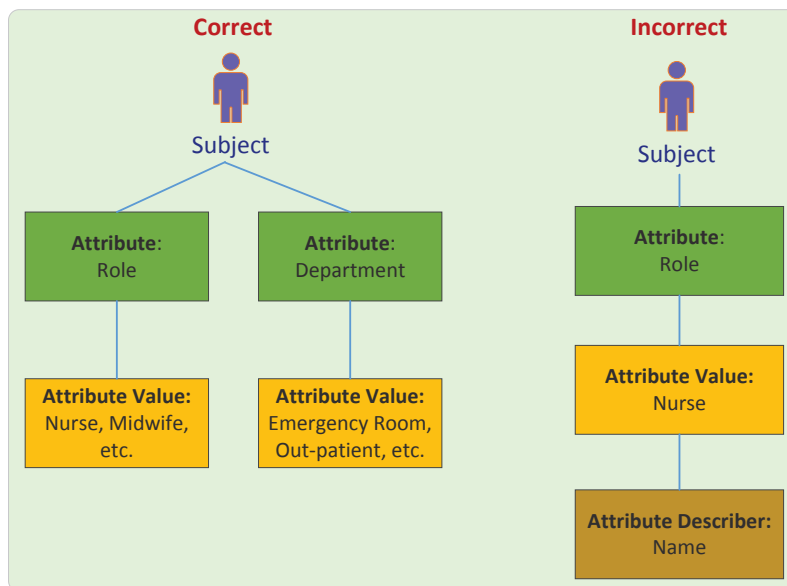 Correct
Subject
Attribute:
Role
Attribute:
Department
Attribute Value:
Nurse, Midwife,
etc.
Attribute Value:
Emergency Room,
Out-patient, etc.
Incorrect
Subject
Attribute:
Role
Attribute Value:
Nurse
Attribute Describer:
Name